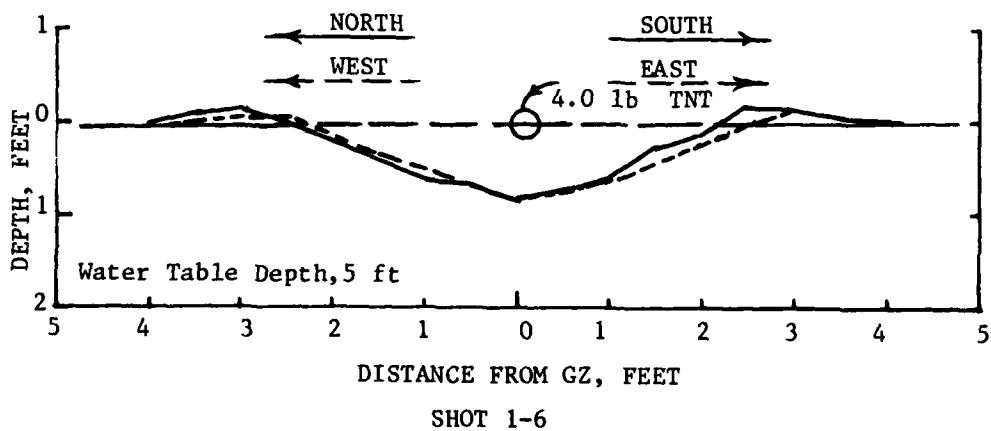 1
NORTH
SOUTH
WEST
EAST
4.0 lb TNT
0
DEPTH, FEET
1
Water Table Depth,5 ft
2
5 4 3 2 1 0 1 2 3 4 5
DISTANCE FROM GZ, FEET
SHOT 1-6